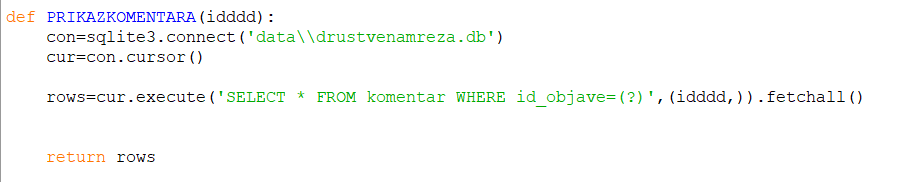 def PRIKAZKOMENTARA(idddd):
    con=sqlite3.connect('data\\drustvenamreza.db')
    cur=con.cursor()
    rows=cur.execute('SELECT * FROM komentar WHERE id_objave=(?)',(idddd,)).fetchall()
    return rows